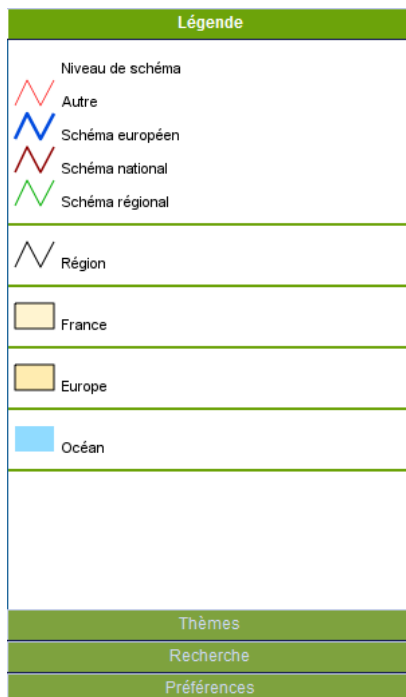 Légende
Niveau de schéma
Autre
Schéma européen
Schéma national
Schéma régional
Région
France
Europe
Océan
Thèmes
Recherche
Préférences